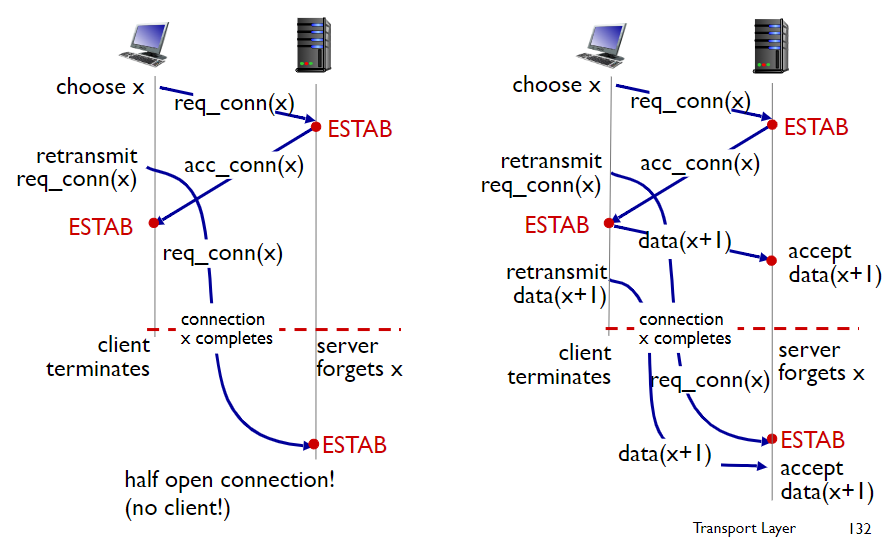 choose x
req_conn(x)
ESTAB
retransmit
req_conn(x)
acc_conn(x)
ESTAB
req_conn(x)
connection
x completes
client
terminates
server
forgets x
ESTAB
half open connection!
(no client!)
choose x
req_conn(x)
ESTAB
retransmit
req_conn(x)
acc_conn(x)
ESTAB
data(x+1)
accept
data(x+1)
retransmit
data(x+1)
connection
x completes
client
terminates
server
forgets x
req_conn(x)
ESTAB
data(x+1)
accept
data(x+1)
Transport Layer
132